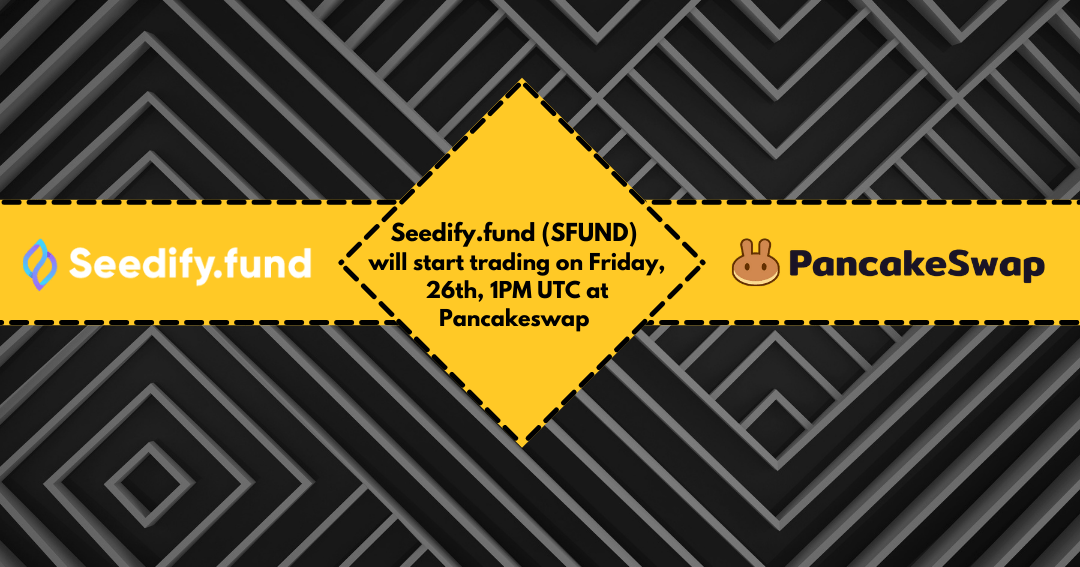 Seedify.fund
Seedify.fund (SFUND)
will start trading on Friday,
26th, 1PM UTC at
Pancakeswap
PancakeSwap